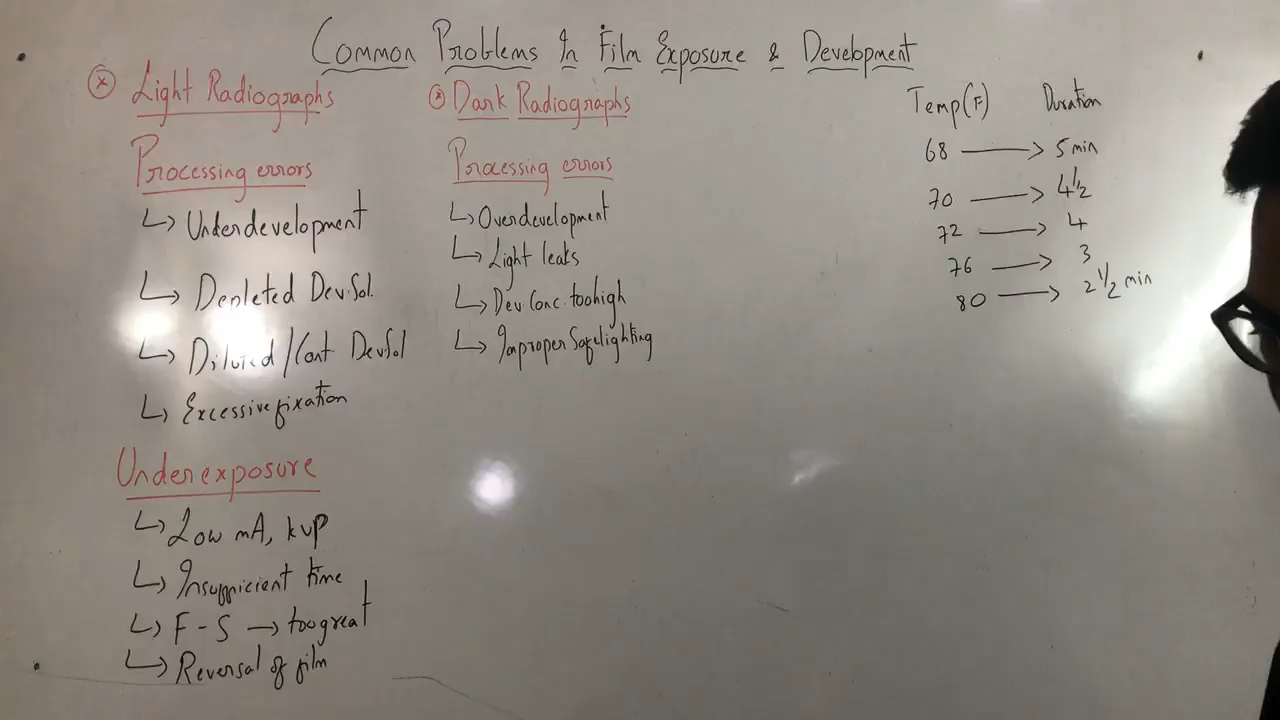 Common Problems In Film Exposure & Development
Light Radiographs
Processing errors
↳ Underdevelopment
↳ Depleted Dev.Sol.
↳ Diluted/Cont DevSol
↳ Excessive fixation
Underexposure
↳ Low mA, kVP
↳ Insufficient time
↳ F-S → too great
↳ Reversal of film
Dark Radiographs
Processing errors
↳ Overdevelopment
↳ Light leaks
↳ Dev Conc. too high
↳ Improper Safelighting
Temp(F) Duration
68 → 5 min
70 → 4½
72 → 4
76 → 3
80 → 2 1/2 min